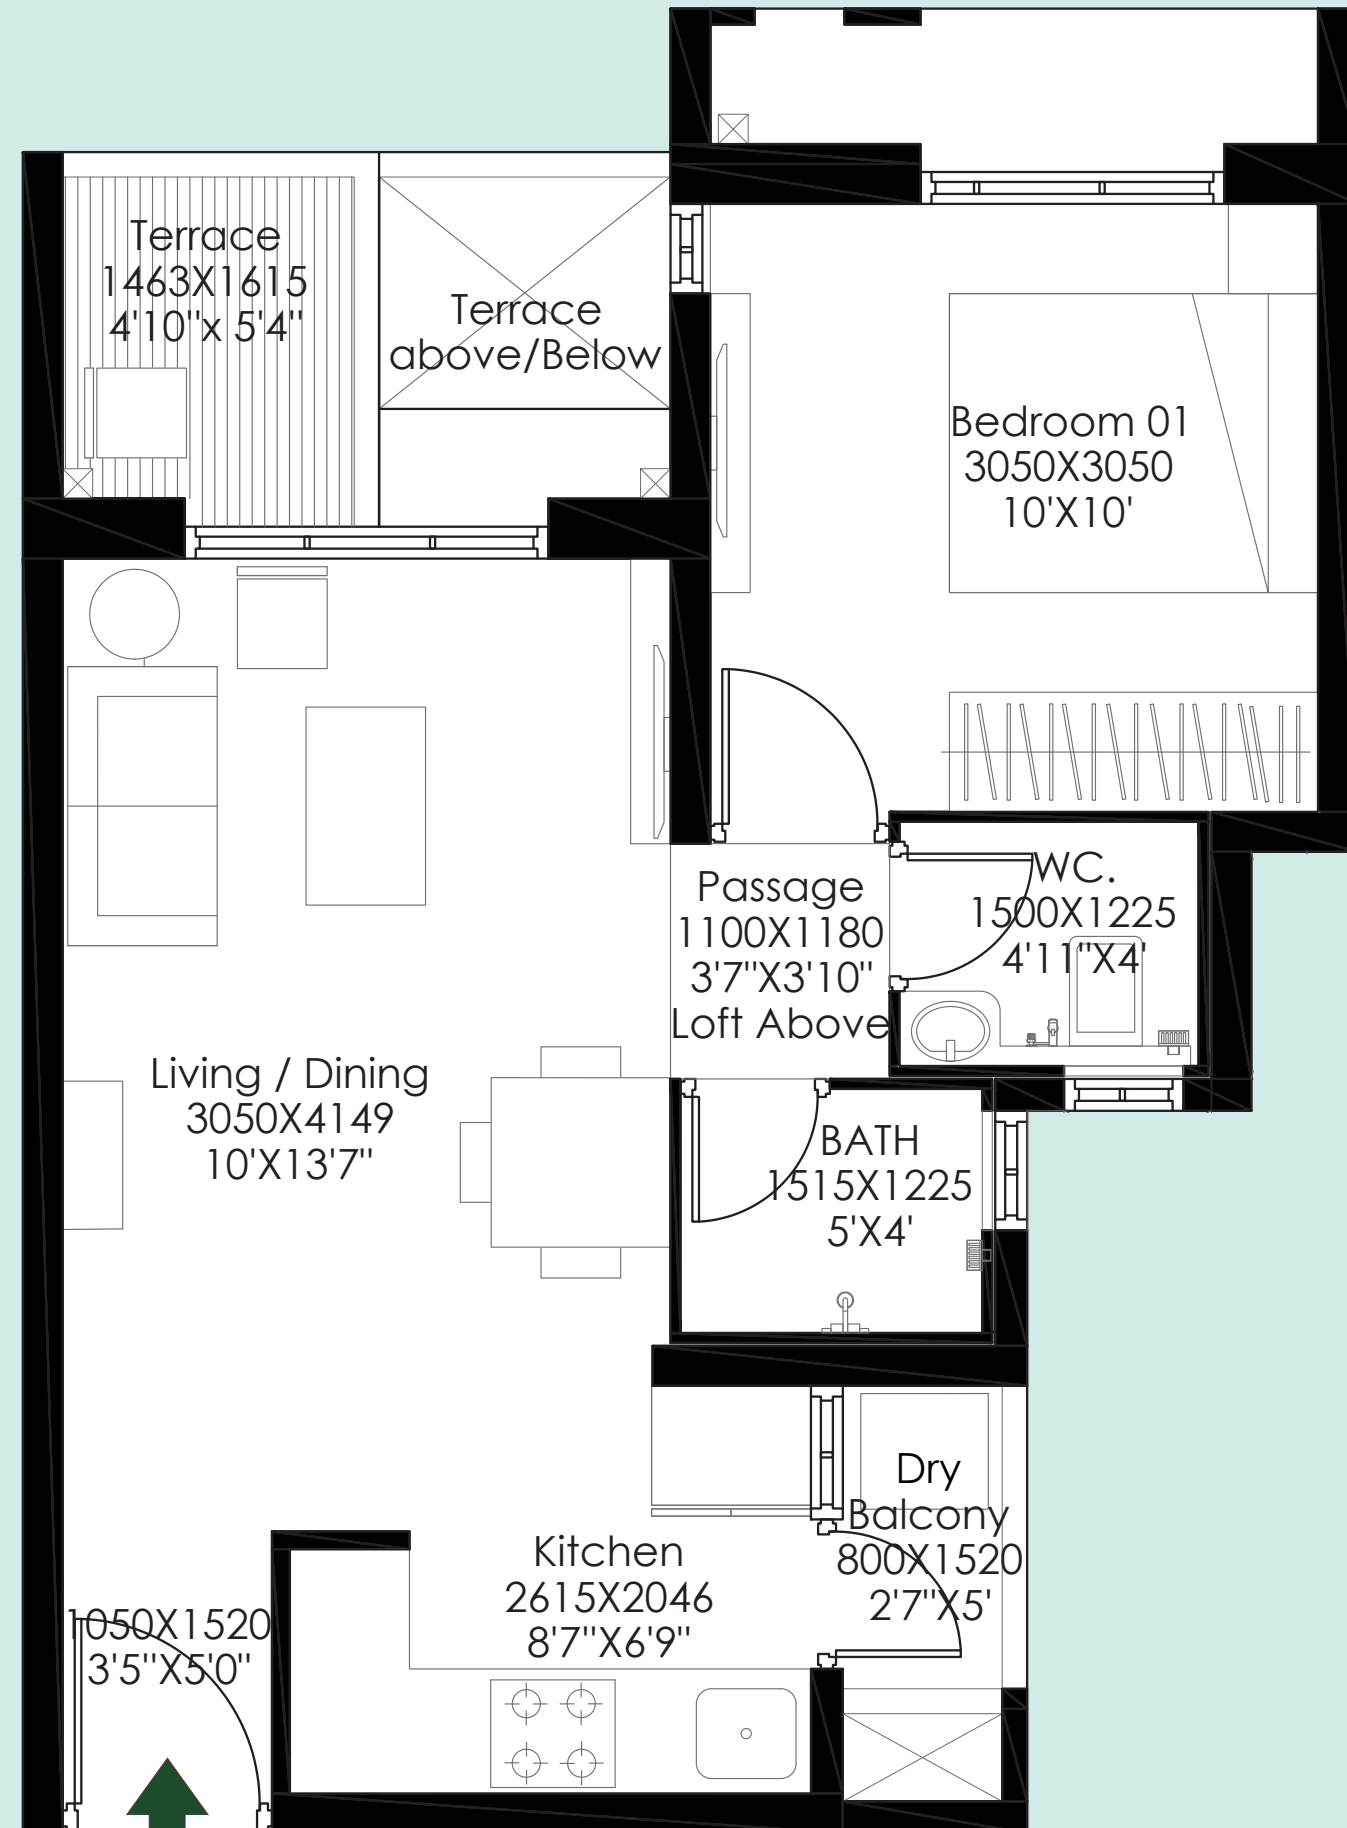 Terrace
1463X1615
4'10"x 5'4"
Terrace
above/Below
Bedroom 01
3050X3050
10'X10'
Passage
1100X1180
3'7"X3'10"
Loft Above
WC.
1500X1225
4'11"X4'
Living / Dining
3050X4149
10'X13'7"
BATH
1515X1225
5'X4'
Dry
Balcony
800X1520
2'7"X5'
Kitchen
2615X2046
8'7"X6'9"
1050X1520
3'5"X5'0"